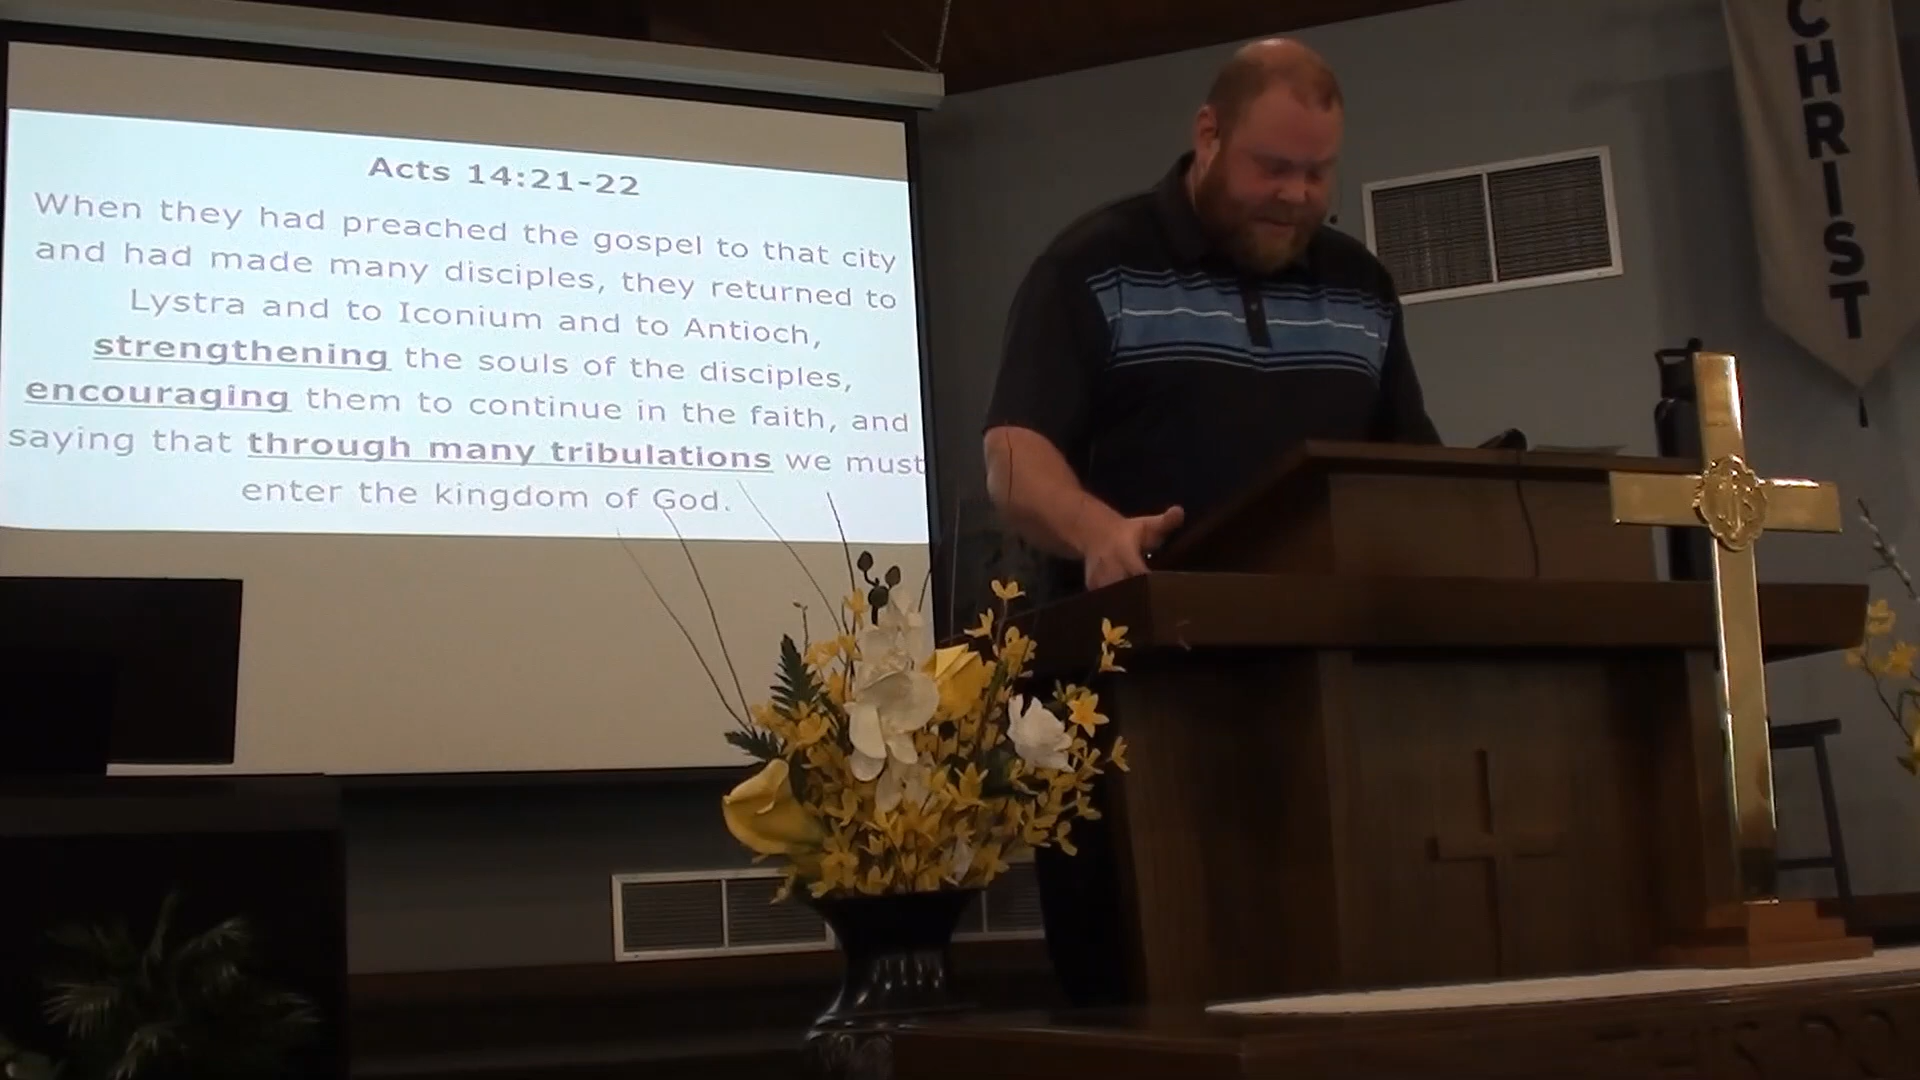 Acts 14:21-22
When they had preached the gospel to that city
and had made many disciples, they returned to
Lystra and to Iconium and to Antioch,
strengthening the souls of the disciples,
encouraging them to continue in the faith, and
saying that through many tribulations we must
enter the kingdom of God.
CHRIST
IHS